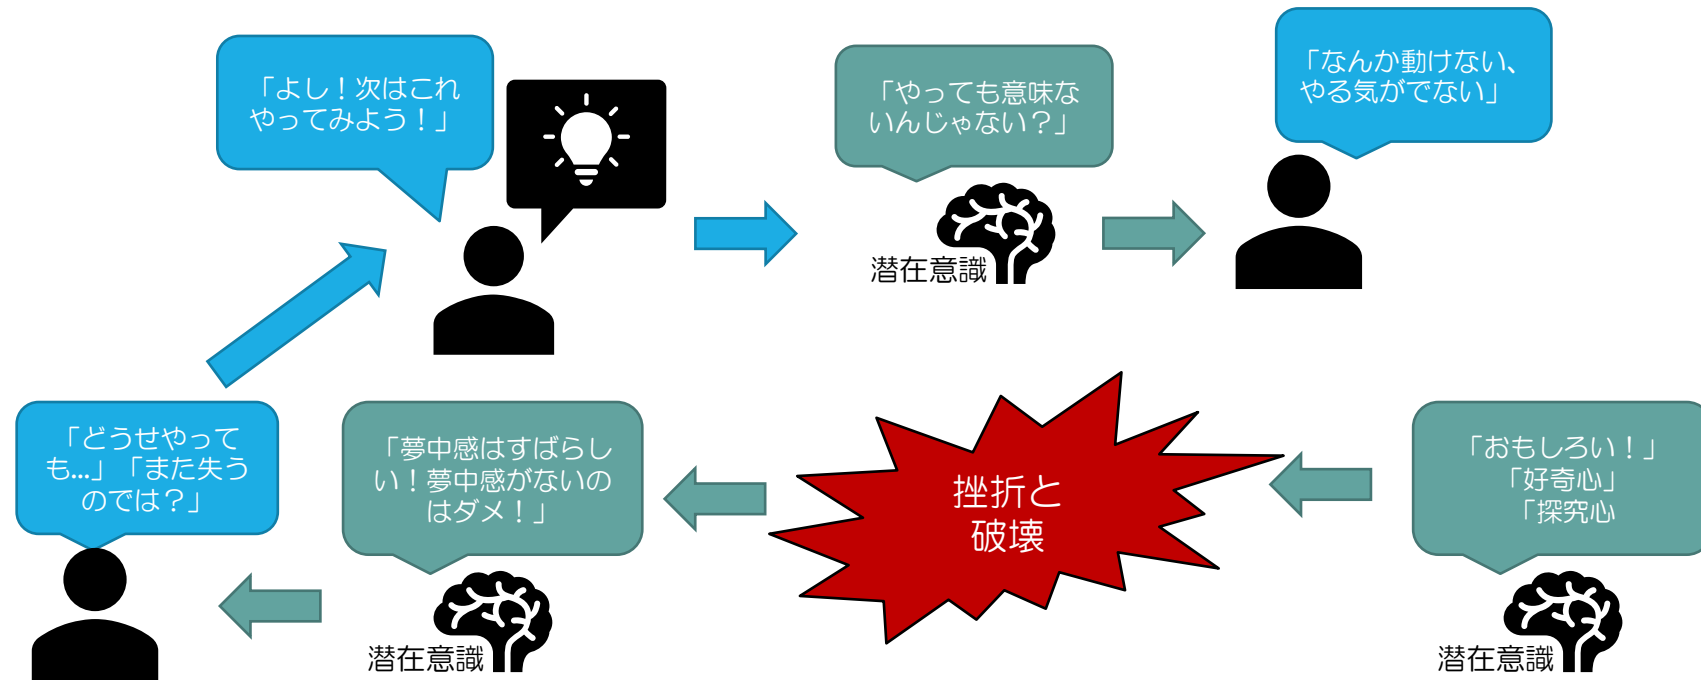 「よし！次はこれ
やってみよう！」
「やっても意味な
いんじゃない？」
潜在意識
「なんか動けない、
やる気がでない」
「どうせやって
も…」「また失う
のでは？」
「夢中感はすばらし
い！夢中感がないの
はダメ！」
潜在意識
挫折と
破壊
「おもしろい！」
「好奇心」
「探究心
潜在意識